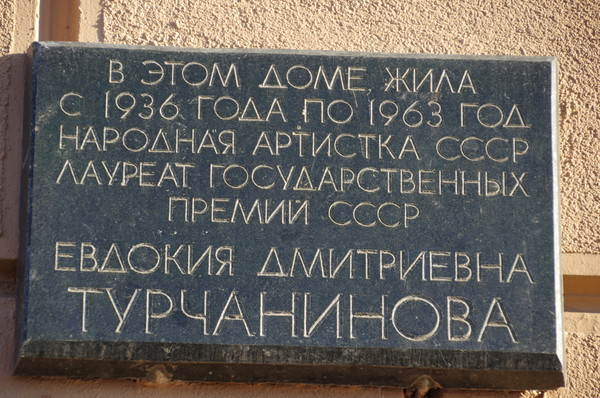 В ЭТОМ ДОМЕ ЖИЛА
С 1936 ГОДА ПО 1963 ГОД
НАРОДНАЯ АРТИСТКА СССР
ЛАУРЕАТ ГОСУДАРСТВЕННЫХ
ПРЕМИЙ СССР
ЕВДОКИЯ ДМИТРИЕВНА
ТУРЧАНИНОВА